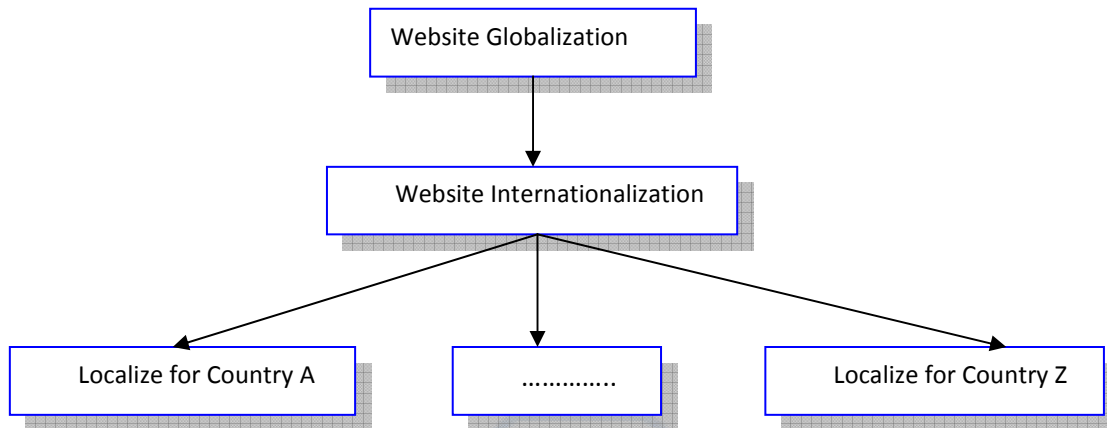 Website Globalization
Website Internationalization
Localize for Country A
…………..
Localize for Country Z